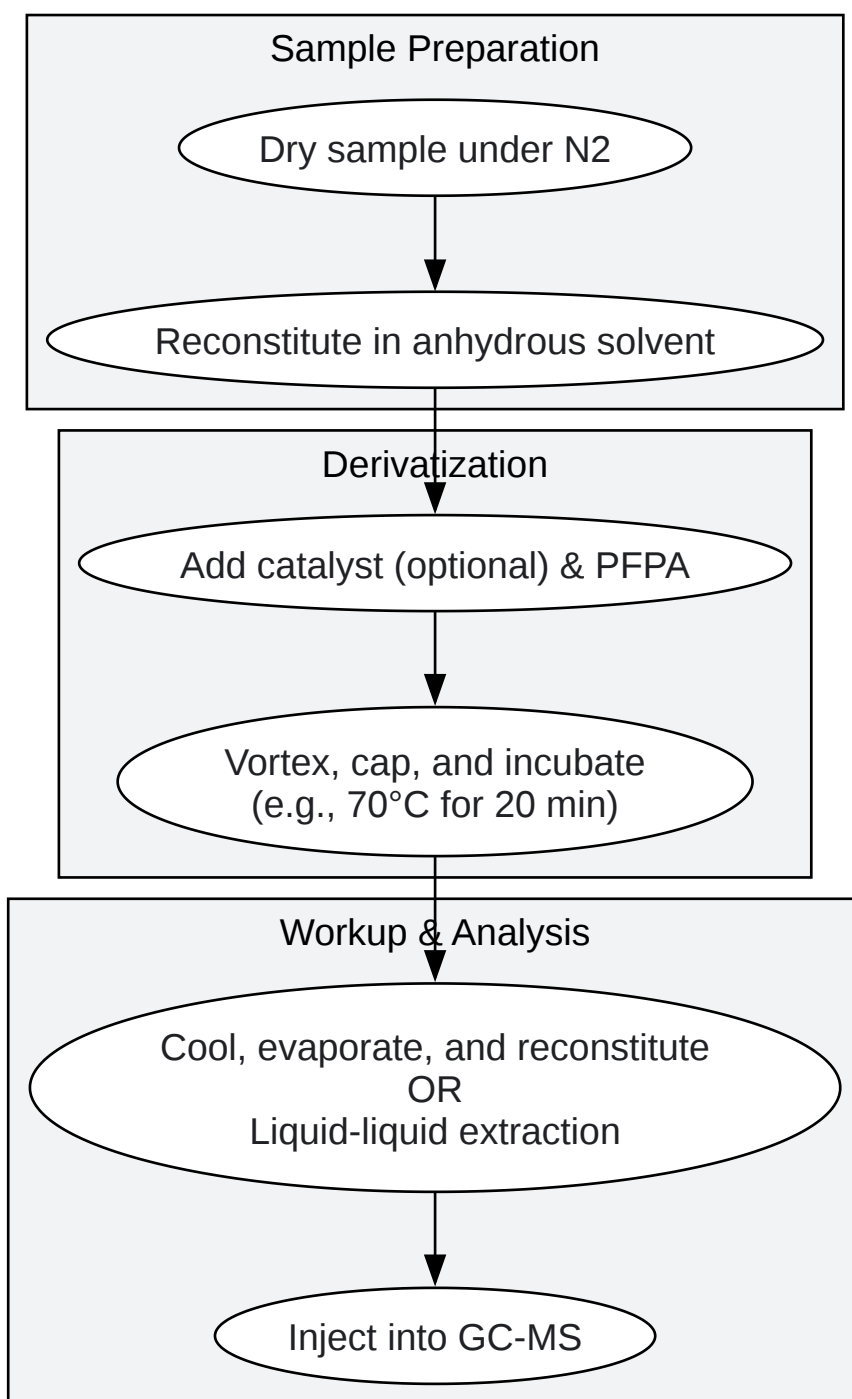 Sample Preparation
Dry sample under N2
Reconstitute in anhydrous solvent
Derivatization
Add catalyst (optional) & PFPA
Vortex, cap, and incubate
(e.g., 70°C for 20 min)
Workup & Analysis
Cool, evaporate, and reconstitute
OR
Liquid-liquid extraction
Inject into GC-MS